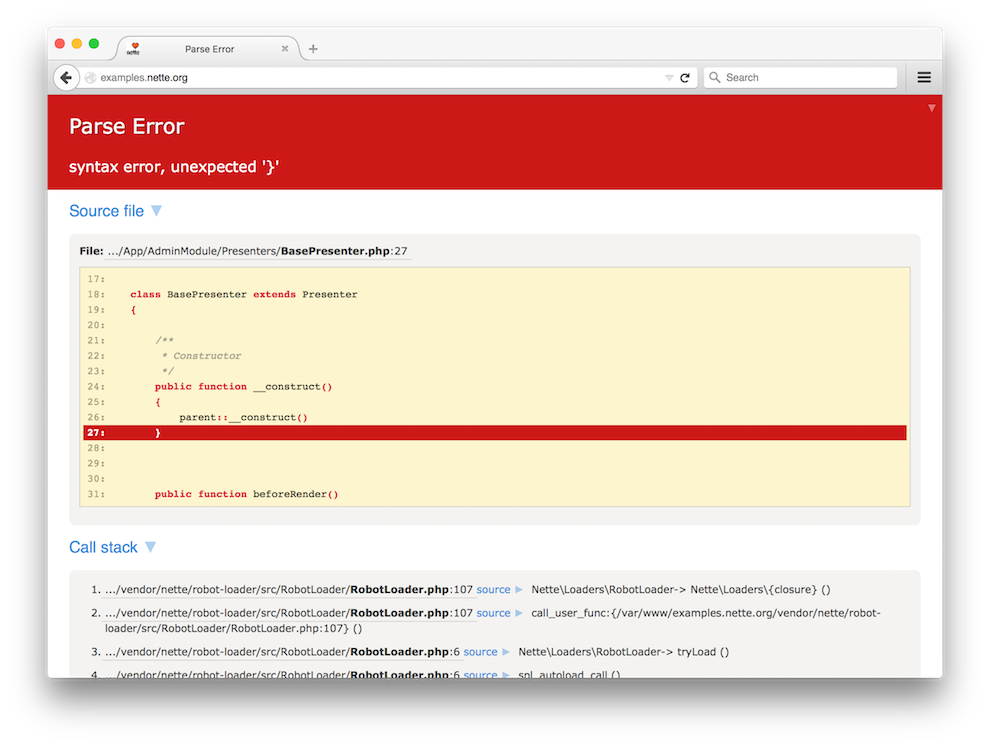 nette
Parse Error
examples.nette.org
Search
Parse Error
syntax error, unexpected '}'
Source file
File: .../App/AdminModule/Presenters/BasePresenter.php:27
17:
18: class BasePresenter extends Presenter
19: {
20:
21: /**
22: * Constructor
23: */
24: public function __construct()
25: {
26: parent::__construct()
27: }
28:
29:
30:
31: public function beforeRender()
Call stack
1. .../vendor/nette/robot-loader/src/RobotLoader/RobotLoader.php:107 source Nette\Loaders\RobotLoader-> Nette\Loaders\{closure} ()
2. .../vendor/nette/robot-loader/src/RobotLoader/RobotLoader.php:107 source call_user_func:{/var/www/examples.nette.org/vendor/nette/robot-
loader/src/RobotLoader/RobotLoader.php:107} ()
3. .../vendor/nette/robot-loader/src/RobotLoader/RobotLoader.php:6 source Nette\Loaders\RobotLoader-> tryLoad ()
4. .../vendor/nette/robot-loader/src/RobotLoader/RobotLoader.php:6 source spl_autoload_call ()